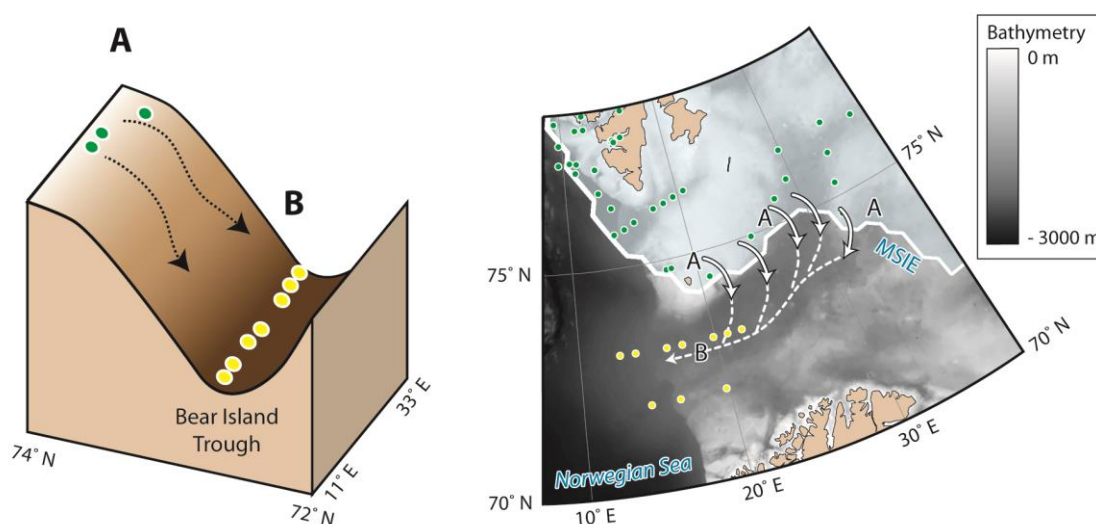 A
B
Bear Island
Trough
74° N
72° N
11° E
33° E
Bathymetry
0 m
- 3000 m
75° N
A
A
MSIE
75° N
A
B
70° N
30° E
Norwegian Sea
20° E
70° N
10° E